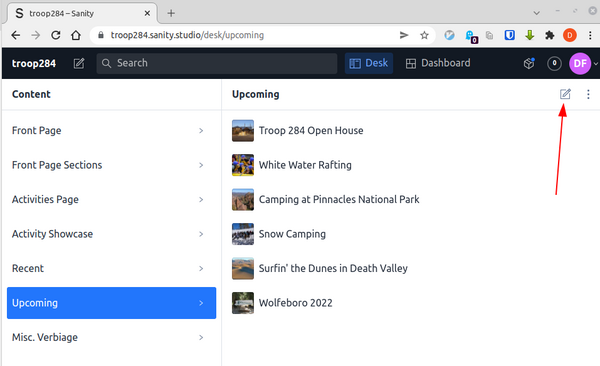 troop284 – Sanity
troop284.sanity.studio/desk/upcoming
0
D
troop284
Search
Desk
Dashboard
0
DF
Content
Upcoming
Front Page
Front Page Sections
Activities Page
Activity Showcase
Recent
Upcoming
Misc. Verbiage
Troop 284 Open House
White Water Rafting
Camping at Pinnacles National Park
Snow Camping
Surfin' the Dunes in Death Valley
Wolfeboro 2022